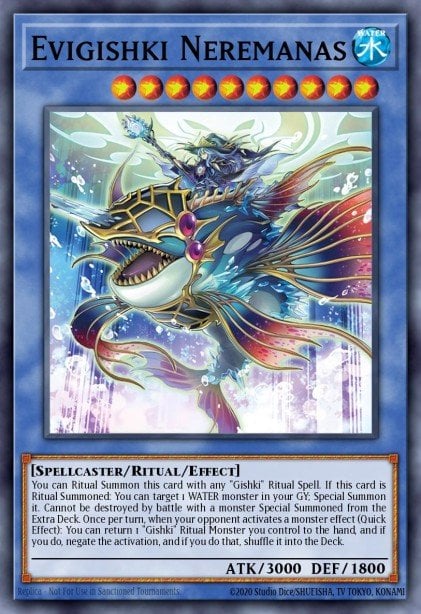 Evigishki Neremanas
WATER
水
[Spellcaster/Ritual/Effect]
You can Ritual Summon this card with any "Gishki" Ritual Spell. If this card is
Ritual Summoned: You can target 1 WATER monster in your GY; Special Summon
it. Cannot be destroyed by battle with a monster Special Summoned from the
Extra Deck. Once per turn, when your opponent activates a monster effect (Quick
Effect): You can return 1 "Gishki" Ritual Monster you control to the hand, and if
you do, negate the activation, and if you do that, shuffle it into the Deck.
ATK/3000 DEF/1800
Replica - Not For Use in Sanctioned Tournaments.
©2020 Studio Dice/SHUEISHA, TV TOKYO, KONAMI